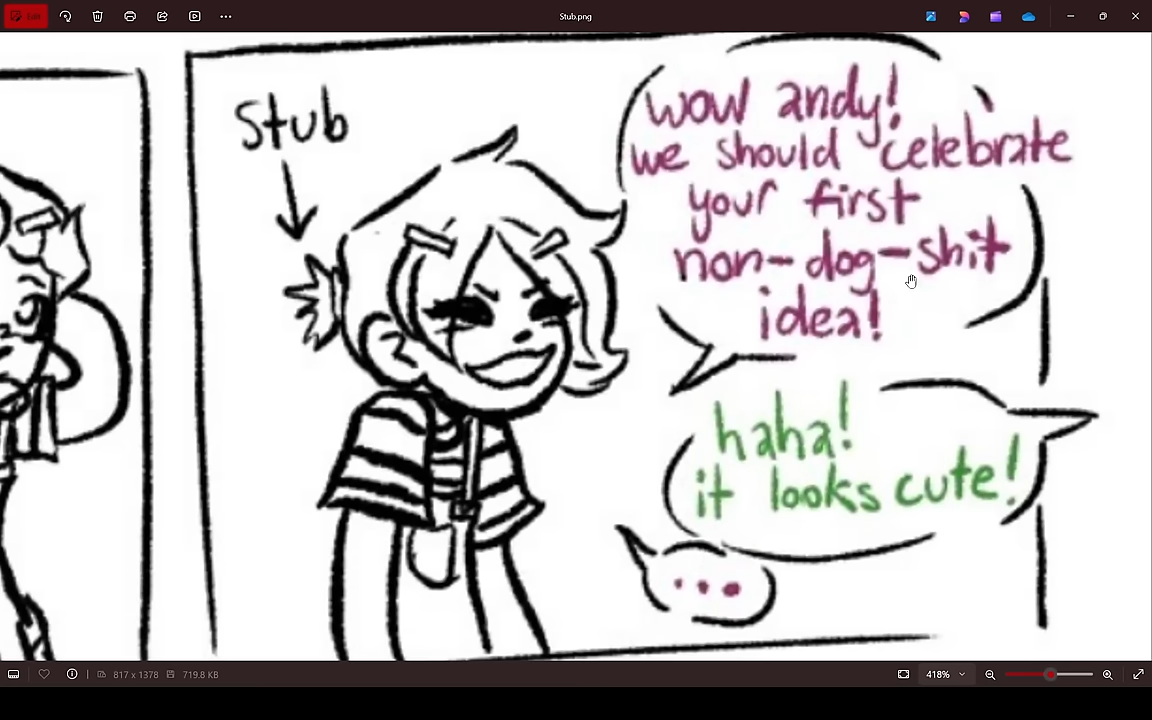 Edit
Stub.png
Stub
wow andy!
we should celebrate
your first
non-dog-shit
idea!
haha!
it looks cute!
...
817 x 1378
719.8 KB
418%